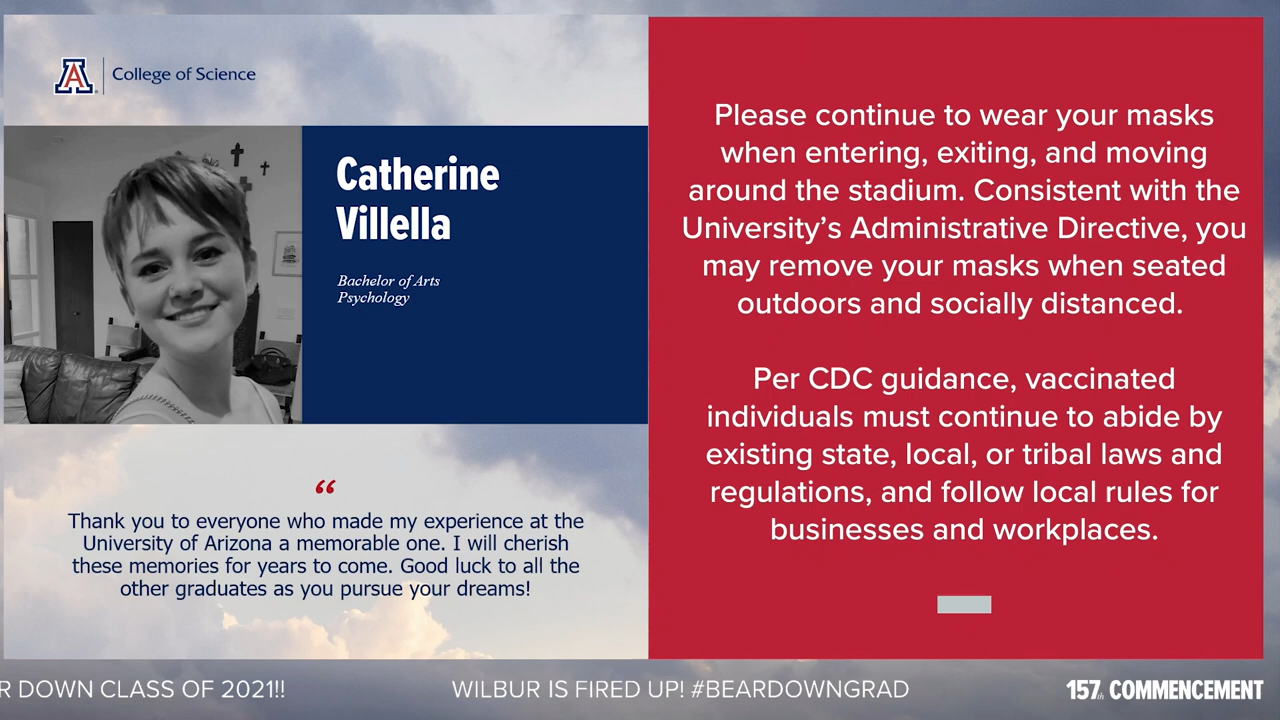 A
College of Science
Catherine
Villella
Bachelor of Arts
Psychology
“
Thank you to everyone who made my experience at the
University of Arizona a memorable one. I will cherish
these memories for years to come. Good luck to all the
other graduates as you pursue your dreams!
Please continue to wear your masks
when entering, exiting, and moving
around the stadium. Consistent with the
University’s Administrative Directive, you
may remove your masks when seated
outdoors and socially distanced.
Per CDC guidance, vaccinated
individuals must continue to abide by
existing state, local, or tribal laws and
regulations, and follow local rules for
businesses and workplaces.
R DOWN CLASS OF 2021!!
WILBUR IS FIRED UP! #BEARDOWNGRAD
157th COMMENCEMENT